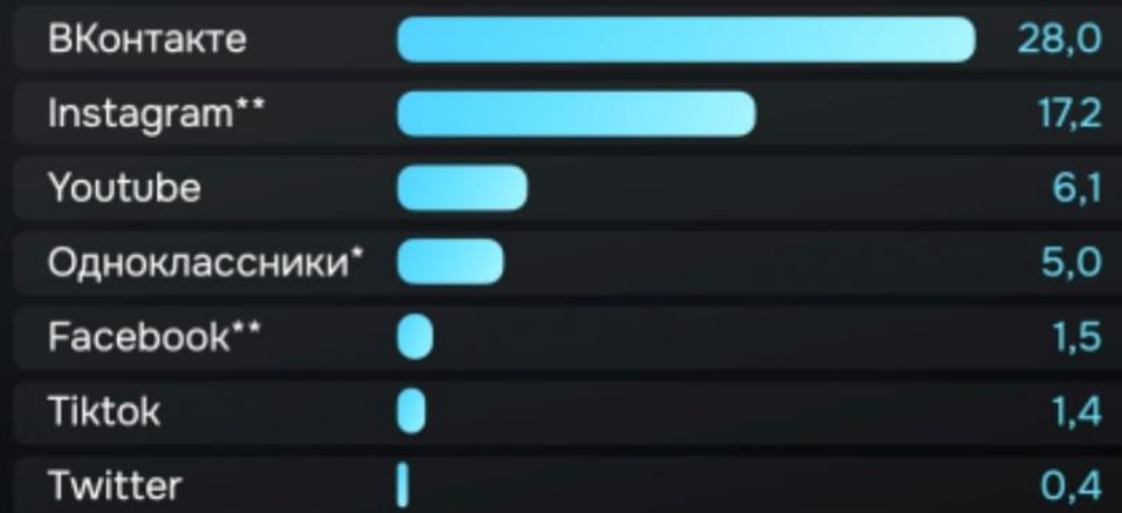 ВКонтакте 28,0
Instagram** 17,2
Youtube 6,1
Одноклассники* 5,0
Facebook** 1,5
Tiktok 1,4
Twitter 0,4